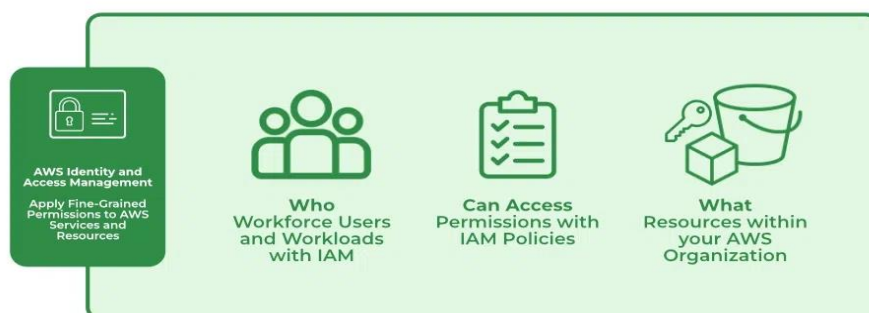 AWS Identity and
Access Management
Apply Fine-Grained
Permissions to AWS
Services and
Resources
Who
Workforce Users
and Workloads
with IAM
Can Access
Permissions with
IAM Policies
What
Resources within
your AWS
Organization